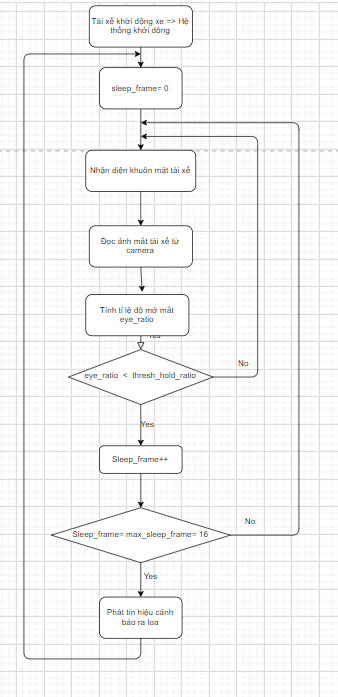 Tài xế khởi động xe => Hệ
thống khởi động
sleep_frame= 0
Nhận diện khuôn mặt tài xế
Đọc ảnh mắt tài xế từ
camera
Tính tỉ lệ độ mở mắt
eye_ratio
Yes
eye_ratio < thresh_hold_ratio
No
Yes
Sleep_frame++
Sleep_frame= max_sleep_frame= 16
No
Yes
Phát tín hiệu cảnh
báo ra loa